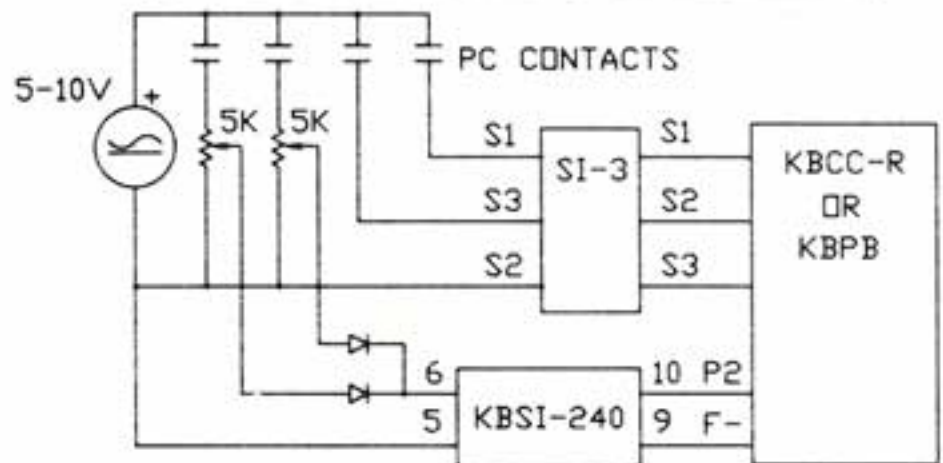 PC CONTACTS
5-10V
+
5K
5K
S1
S1
SI-3
KBCC-R
OR
KBPB
S3
S2
S2
S3
6
10 P2
5
KBSI-240
9 F-